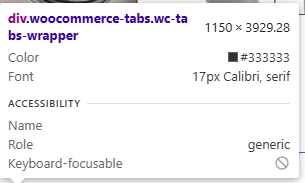 div.woocommerce-tabs.wc-ta
bs-wrapper
1150 × 3929.28
Color #333333
Font 17px Calibri, serif
ACCESSIBILITY
Name
Role generic
Keyboard-focusable